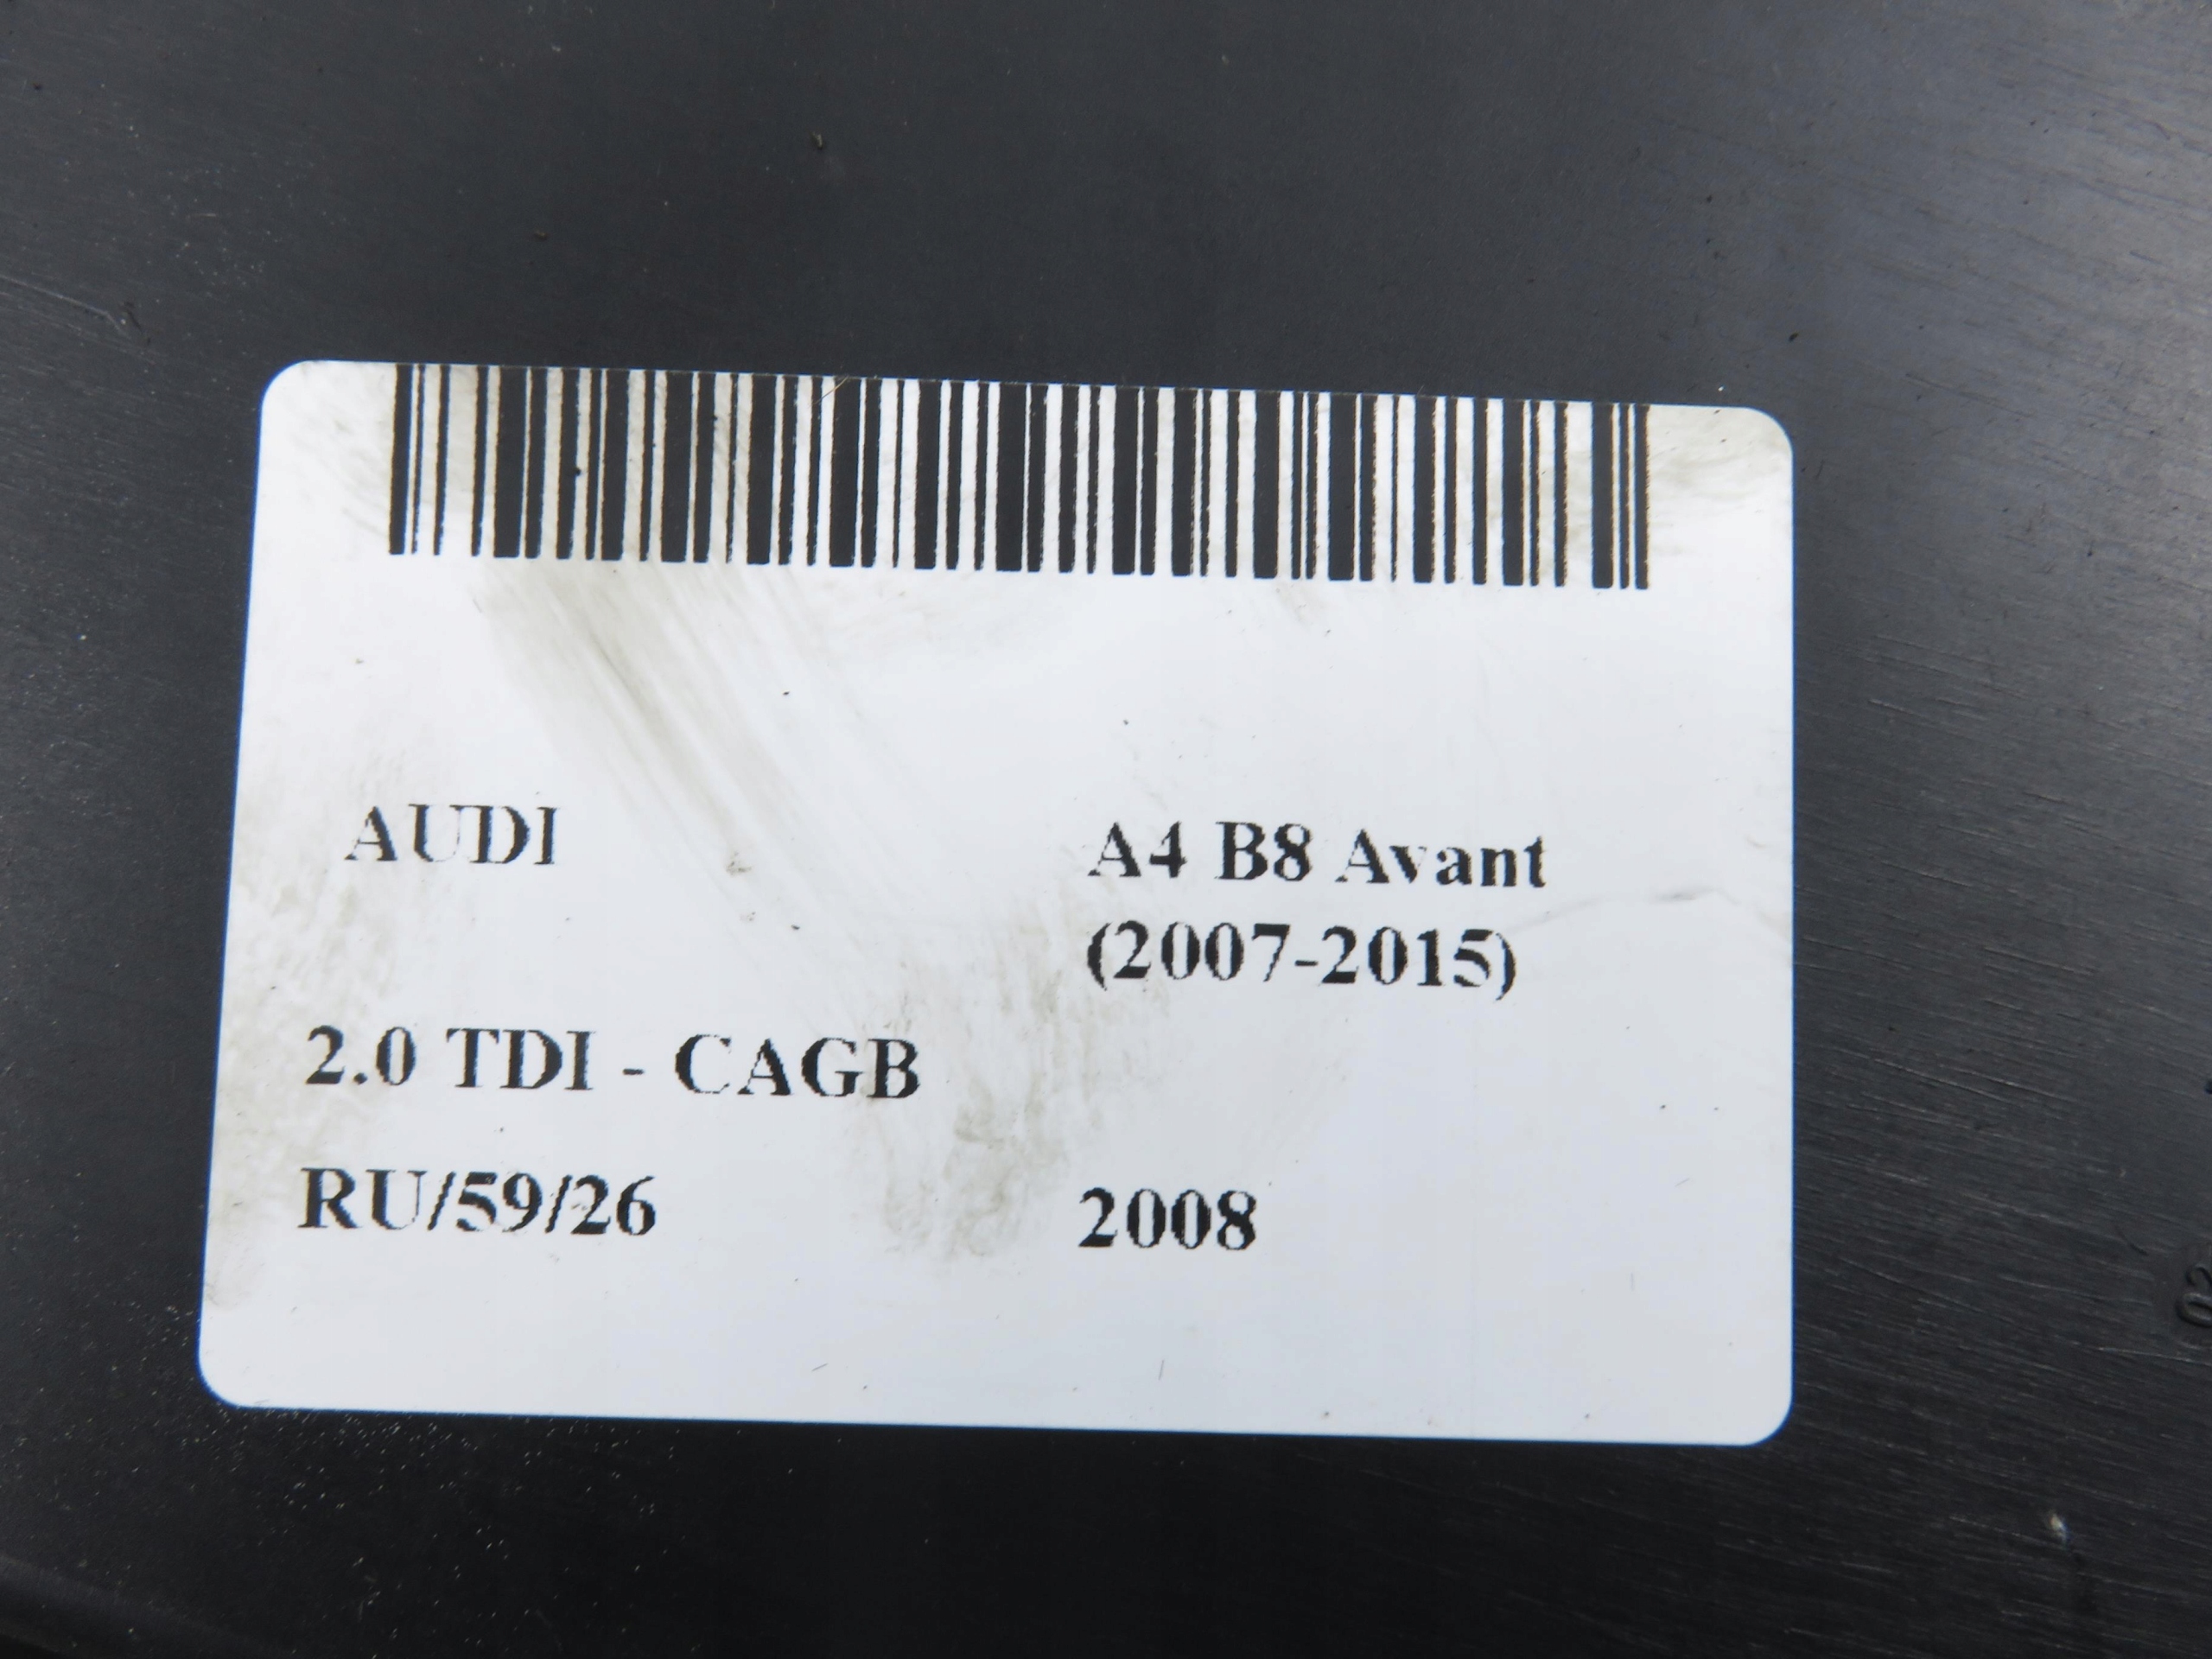 AUDI
A4 B8 Avant
(2007-2015)
2.0 TDI - CAGB
RU/59/26
2008